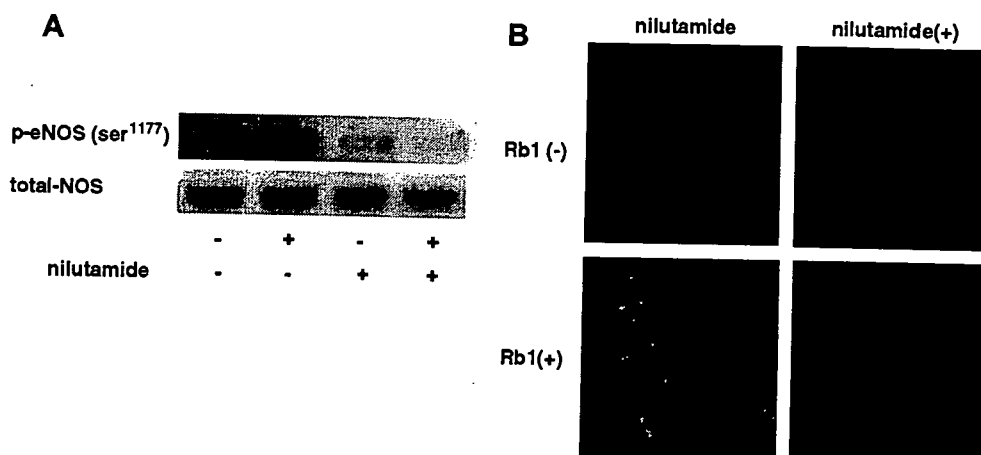 A
p-eNOS (ser1177)
total-NOS
- + - +
nilutamide - - + +
B
nilutamide nilutamide(+)
Rb1 (-)
Rb1(+)